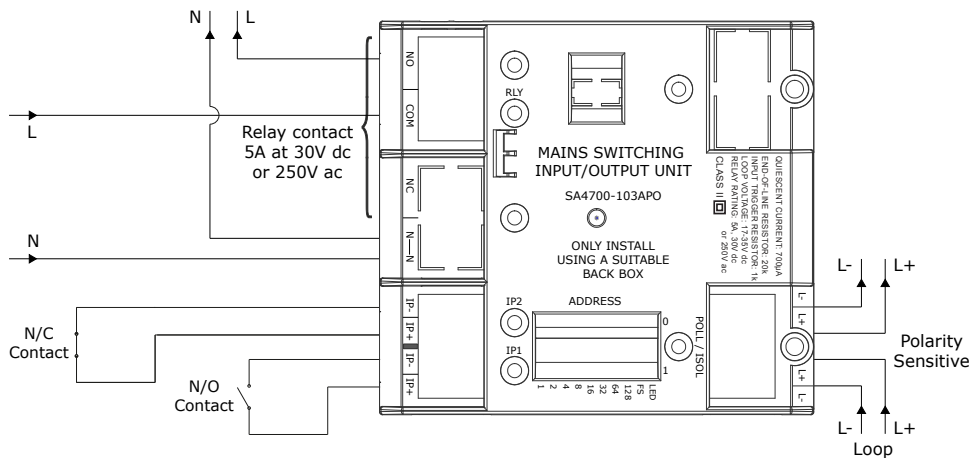 N L
L
N
Relay contact
5A at 30V dc
or 250V ac
N/C
Contact
N/O
Contact
NO
COM
NC
N—N
IP-
IP+
IP-
IP+
RLY
MAINS SWITCHING
INPUT/OUTPUT UNIT
SA4700-103APO
ONLY INSTALL
USING A SUITABLE
BACK BOX
IP2
IP1
ADDRESS
0
1
1 2 4 8 16 32 64 128 FS LED
POLL / ISOL
QUIESCENT CURRENT: 700µA
END-OF-LINE RESISTOR: 20k
INPUT TRIGGER RESISTOR: 1k
LOOP VOLTAGE: 17-35V dc
RELAY RATING: 5A, 30V dc
or 250V ac
CLASS II
L-
L+
L+
L-
L- L+
Polarity
Sensitive
L- L+
Loop